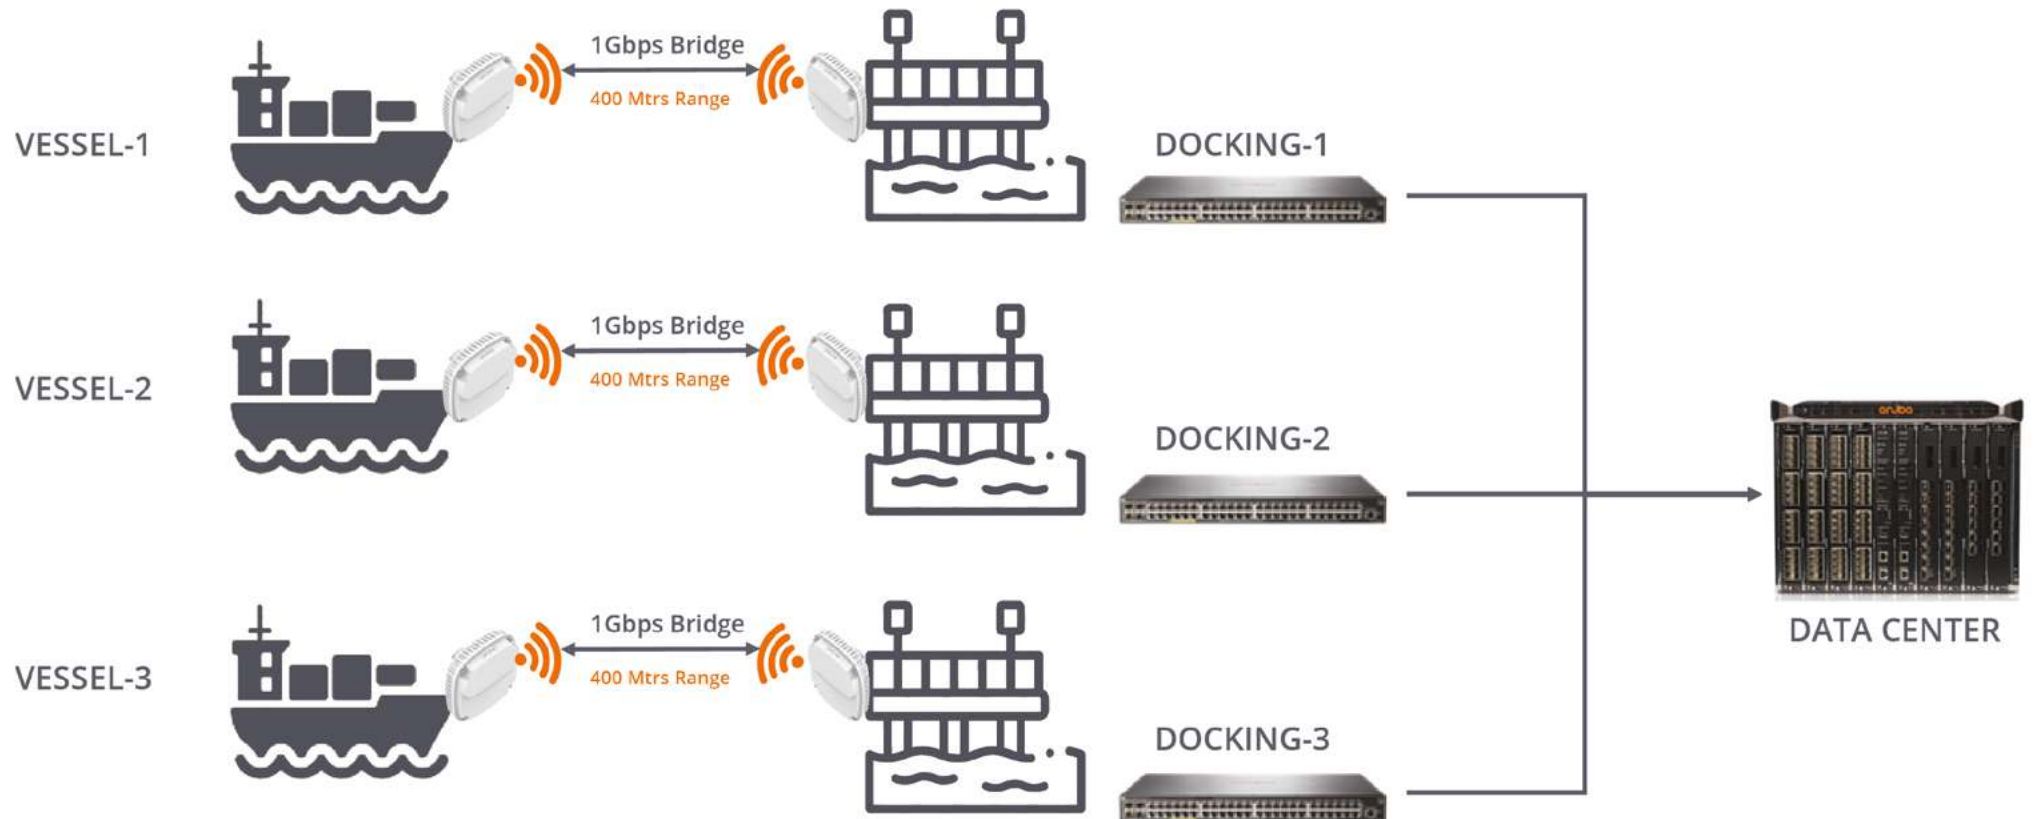 1Gbps Bridge
400 Mtrs Range
VESSEL-1
DOCKING-1
1Gbps Bridge
400 Mtrs Range
VESSEL-2
DOCKING-2
aruba
DATA CENTER
1Gbps Bridge
400 Mtrs Range
VESSEL-3
DOCKING-3